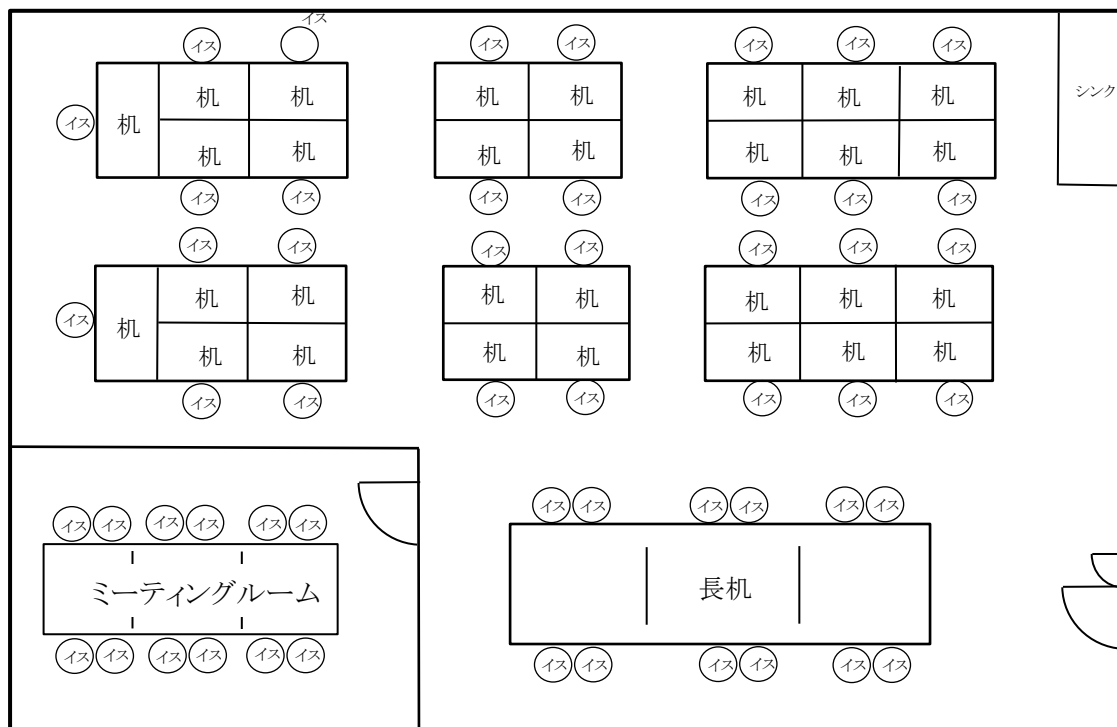 イス
イス イス イス イス イス イス
机 机 机 机 机 机 机 机
シンク
イス 机
机 机 机 机 机 机 机
イス イス イス イス イス イス イス
イス イス イス イス イス イス イス
机 机 机 机 机 机 机
イス 机
机 机 机 机 机 机 机
イス イス イス イス イス イス イス
イス イス イス イス イス イス
イス イス イス イス イス イス
ミーティングルーム
長机
イス イス イス イス イス イス
イス イス イス イス イス イス